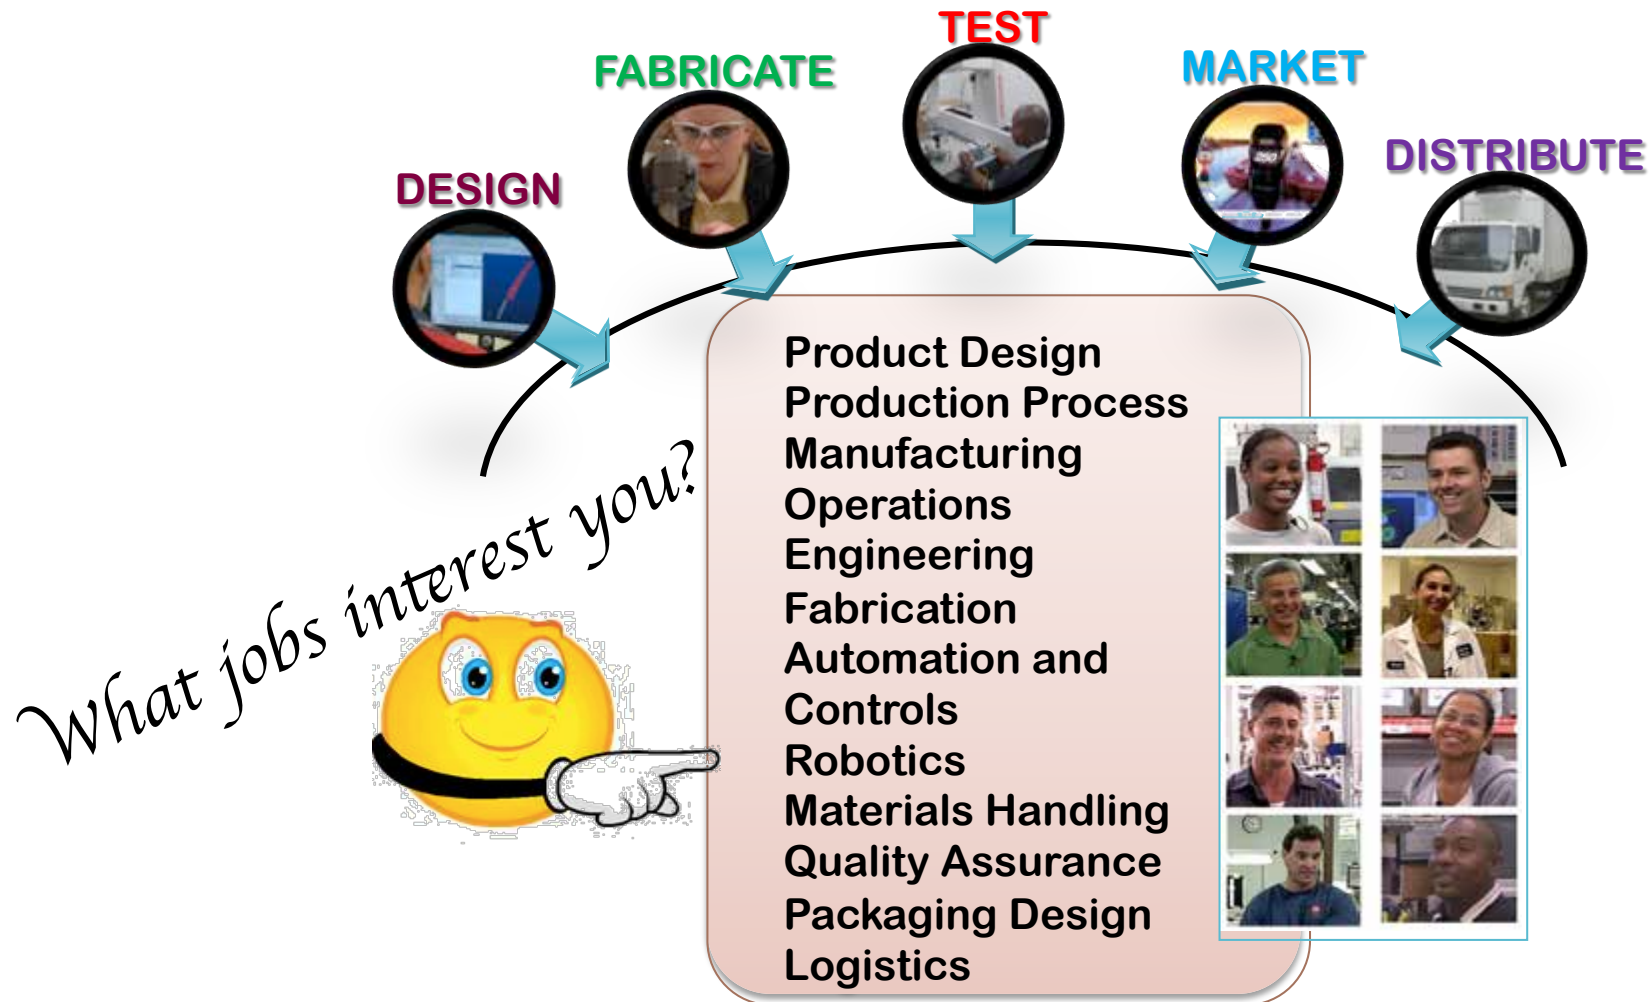 TEST
FABRICATE
MARKET
DISTRIBUTE
DESIGN
What jobs interest you?
Product Design
Production Process
Manufacturing
Operations
Engineering
Fabrication
Automation and
Controls
Robotics
Materials Handling
Quality Assurance
Packaging Design
Logistics